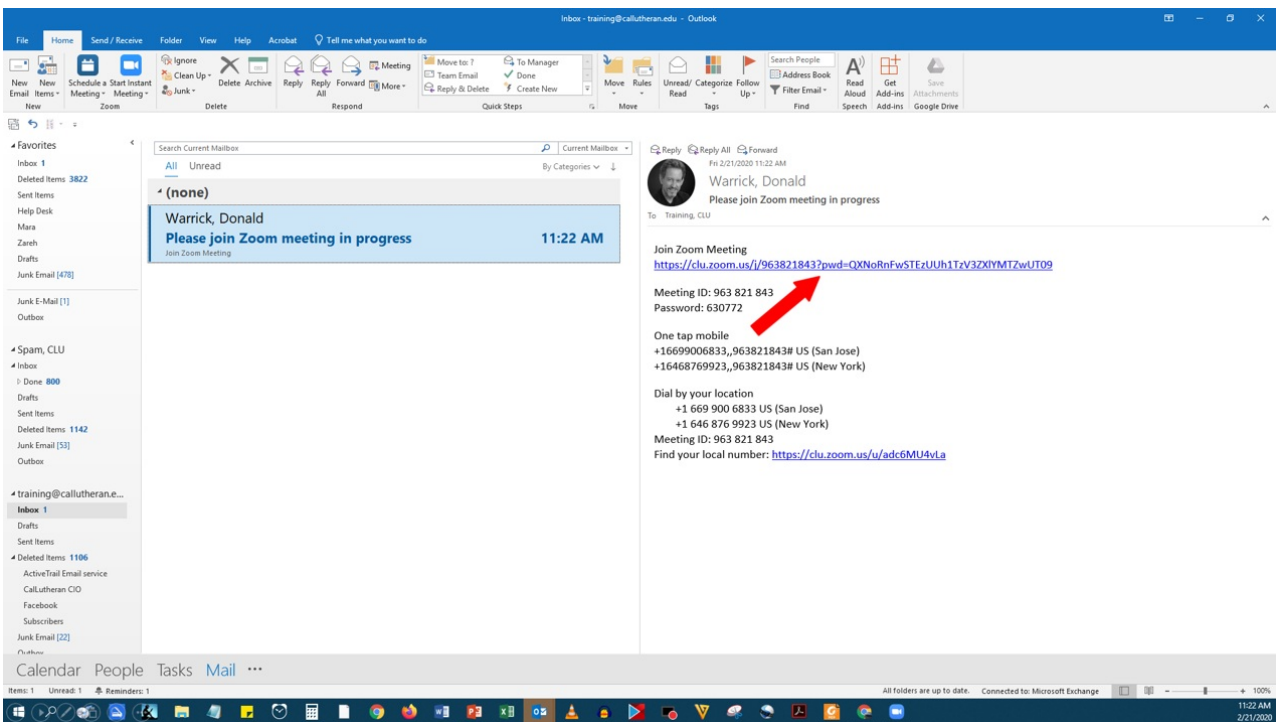 Inbox - training@callutheran.edu - Outlook
File Home Send / Receive Folder View Help Acrobat Tell me what you want to do
New Email
New Items
New
Schedule a Meeting
Start Instant Meeting
Zoom
Ignore
Clean Up
Junk
Delete
Archive
Delete
Reply
Reply All
Forward
Meeting
More
Respond
Move to: ?
Team Email
Reply & Delete
To Manager
Done
Create New
Quick Steps
Move
Rules
Move
Unread/ Read
Categorize
Follow Up
Tags
Search People
Address Book
Filter Email
Find
Read Aloud
Speech
Get Add-ins
Add-ins
Save Attachments
Google Drive
Favorites
Inbox 1
Deleted Items 3822
Sent Items
Help Desk
Mara
Zareh
Drafts
Junk Email [478]
Junk E-Mail [1]
Outbox
Spam, CLU
Inbox
Done 800
Drafts
Sent Items
Deleted Items 1142
Junk Email [53]
Outbox
training@callutheran.e...
Inbox 1
Drafts
Sent Items
Deleted Items 1106
ActiveTrail Email service
CalLutheran CIO
Facebook
Subscribers
Junk Email [22]
Outbox
Search Current Mailbox
Current Mailbox
All Unread
By Categories
(none)
Warrick, Donald
Please join Zoom meeting in progress 11:22 AM
Join Zoom Meeting
Reply Reply All Forward
Fri 2/21/2020 11:22 AM
Warrick, Donald
Please join Zoom meeting in progress
To Training, CLU
Join Zoom Meeting
https://clu.zoom.us/j/963821843?pwd=QXNoRnFwSTEzUUh1TzV3ZXlYMTZwUT09
Meeting ID: 963 821 843
Password: 630772
One tap mobile
+16699006833,,963821843# US (San Jose)
+16468769923,,963821843# US (New York)
Dial by your location
+1 669 900 6833 US (San Jose)
+1 646 876 9923 US (New York)
Meeting ID: 963 821 843
Find your local number: https://clu.zoom.us/u/adc6MU4vLa
Calendar People Tasks Mail ...
Items: 1 Unread: 1 Reminders: 1
All folders are up to date. Connected to: Microsoft Exchange
100%
11:22 AM
2/21/2020